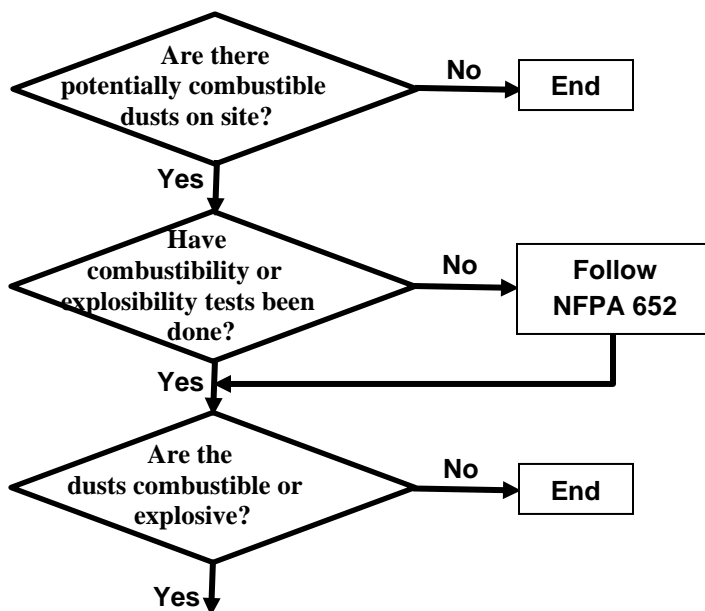 Are there
potentially combustible
dusts on site?
No
End
Yes
Have
combustibility or
explosibility tests been
done?
No
Follow
NFPA 652
Yes
Are the
dusts combustible or
explosive?
No
End
Yes